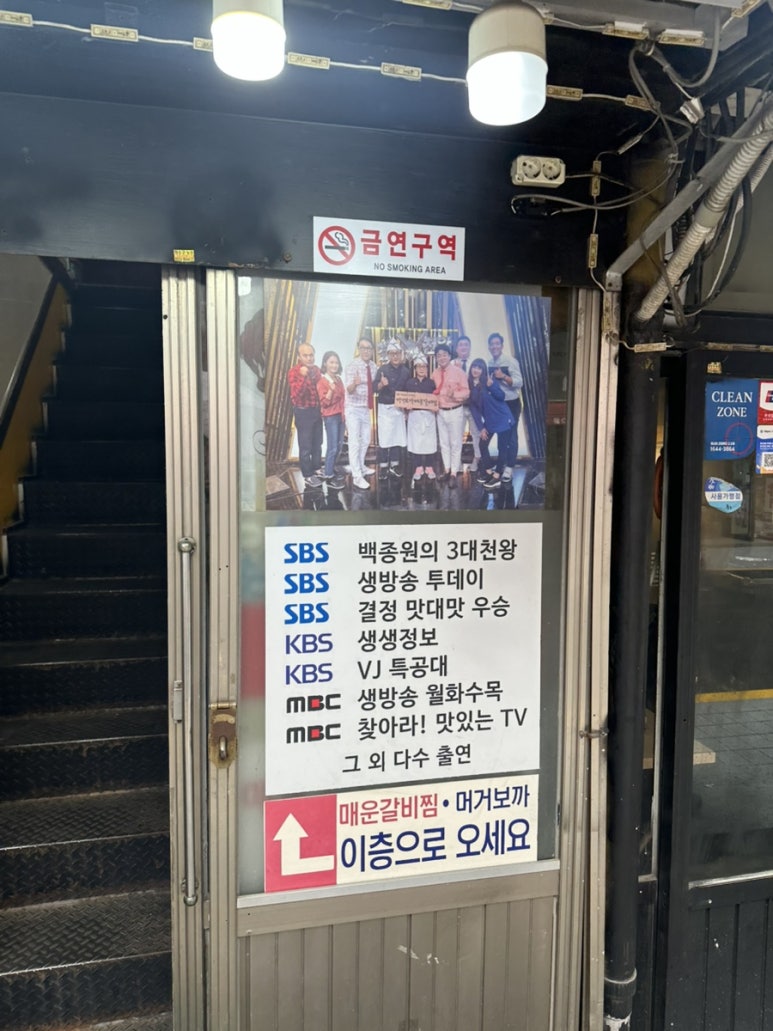 금연구역
NO SMOKING AREA
SBS 백종원의 3대천왕
SBS 생방송 투데이
SBS 결정 맛대맛 우승
KBS 생생정보
KBS VJ 특공대
MBC 생방송 월화수목
MBC 찾아라! 맛있는 TV
그 외 다수 출연
매운갈비찜 • 머거보까
이층으로 오세요
CLEAN
ZONE
1644-3864